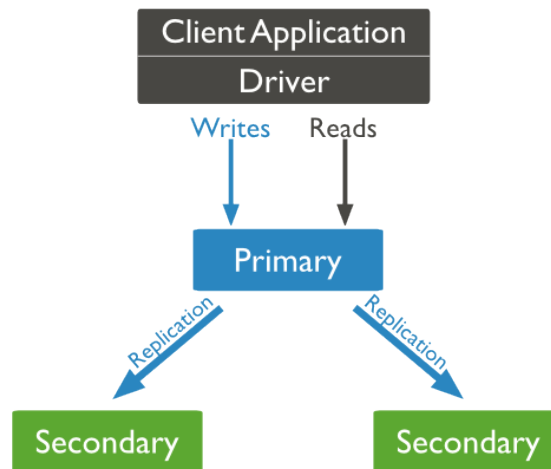 Client Application
Driver
Writes Reads
Primary
Replication Replication
Secondary Secondary